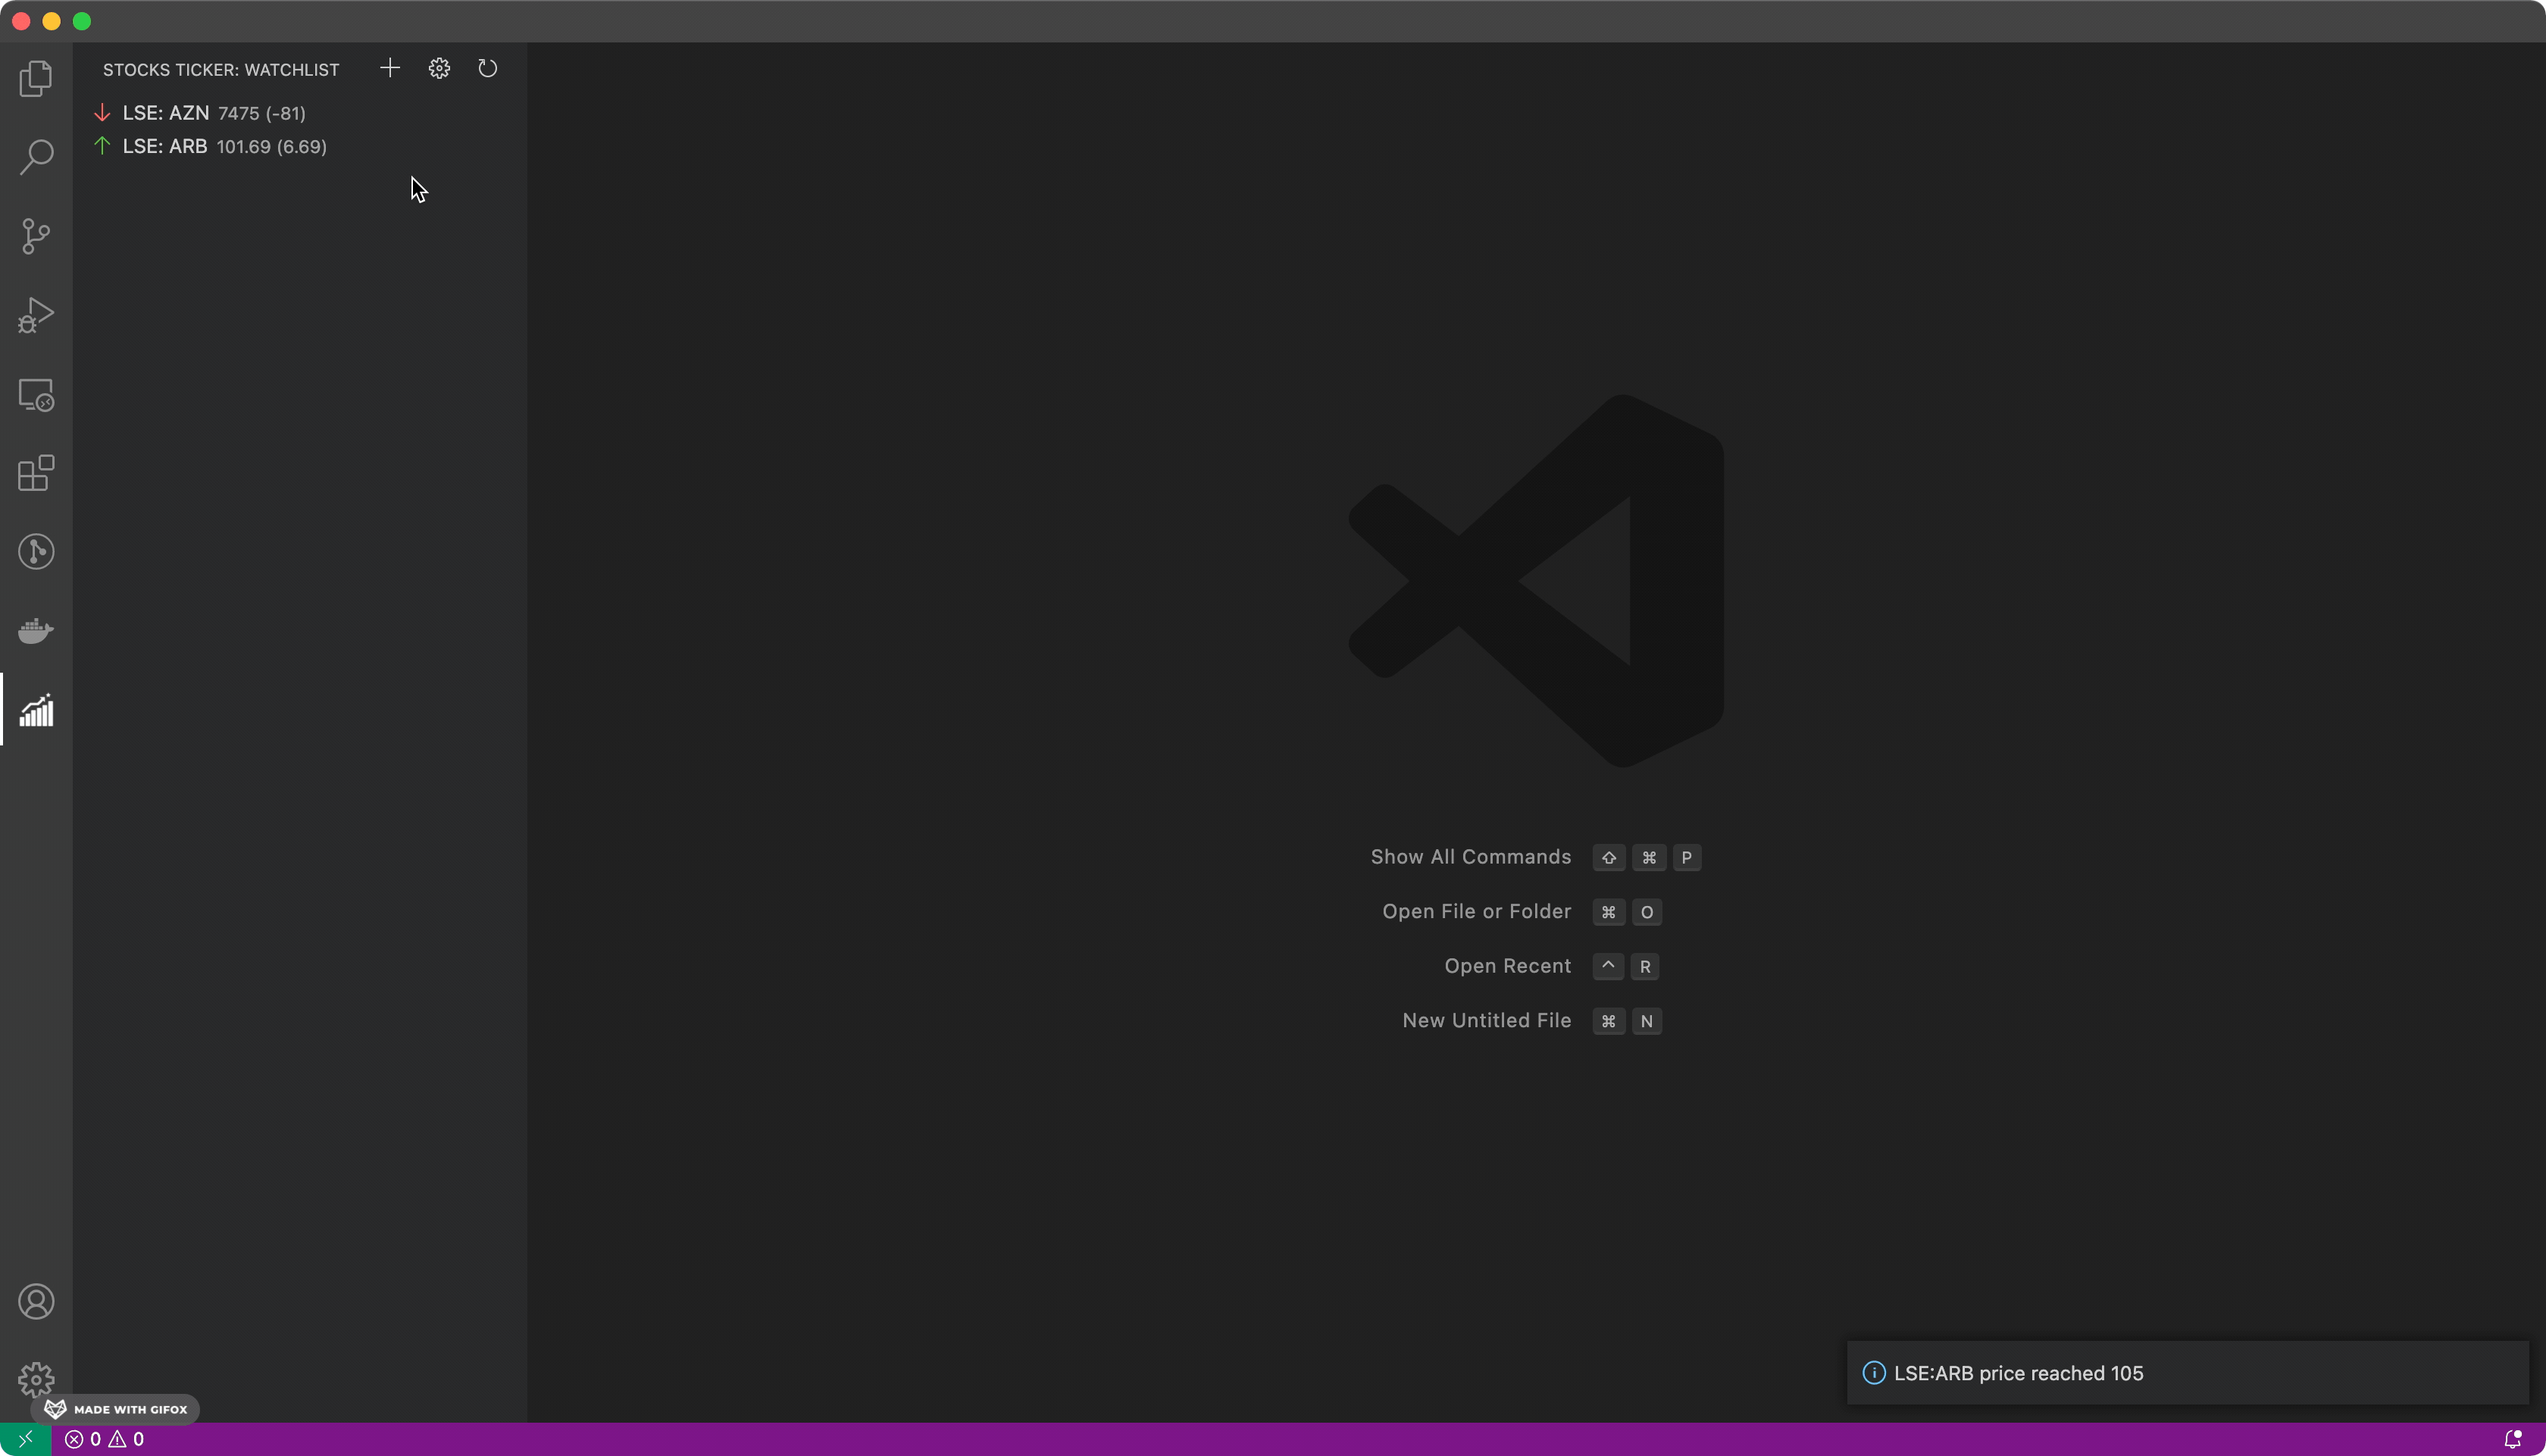 STOCKS TICKER: WATCHLIST
LSE: AZN 7475 (-81)
LSE: ARB 101.69 (6.69)
Show All Commands ⇧ ⌘ P
Open File or Folder ⌘ O
Open Recent ^ R
New Untitled File ⌘ N
LSE:ARB price reached 105
MADE WITH GIFOX
0 0